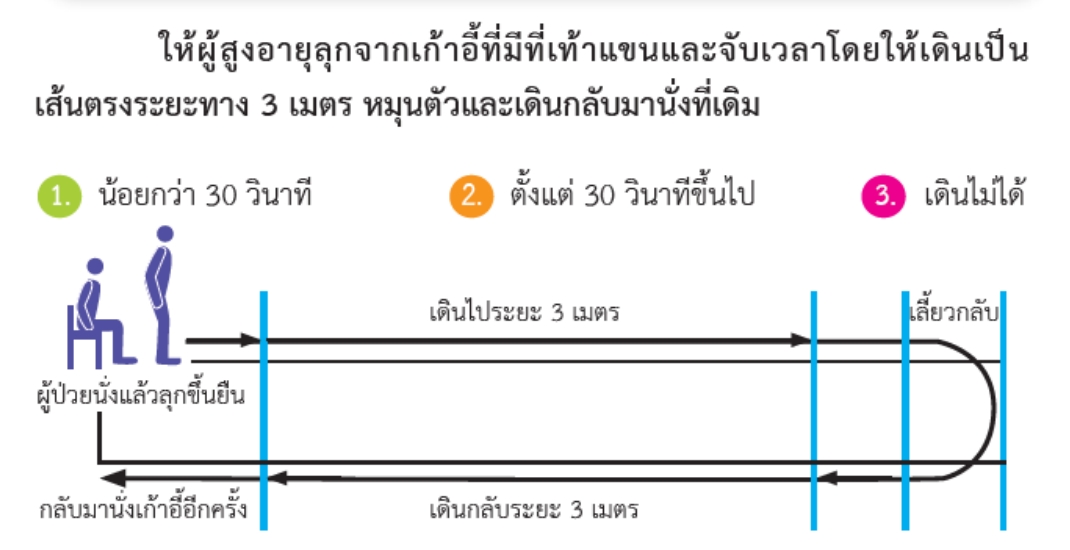 ให้ผู้สูงอายุลุกจากเก้าอี้ที่มีที่เท้าแขนและจับเวลาโดยให้เดินเป็น
เส้นตรงระยะทาง 3 เมตร หมุนตัวและเดินกลับมานั่งที่เดิม
1. น้อยกว่า 30 วินาที 2. ตั้งแต่ 30 วินาทีขึ้นไป 3. เดินไม่ได้
เดินไประยะ 3 เมตร เลี้ยวกลับ
ผู้ป่วยนั่งแล้วลุกขึ้นยืน
กลับมานั่งเก้าอี้อีกครั้ง เดินกลับระยะ 3 เมตร